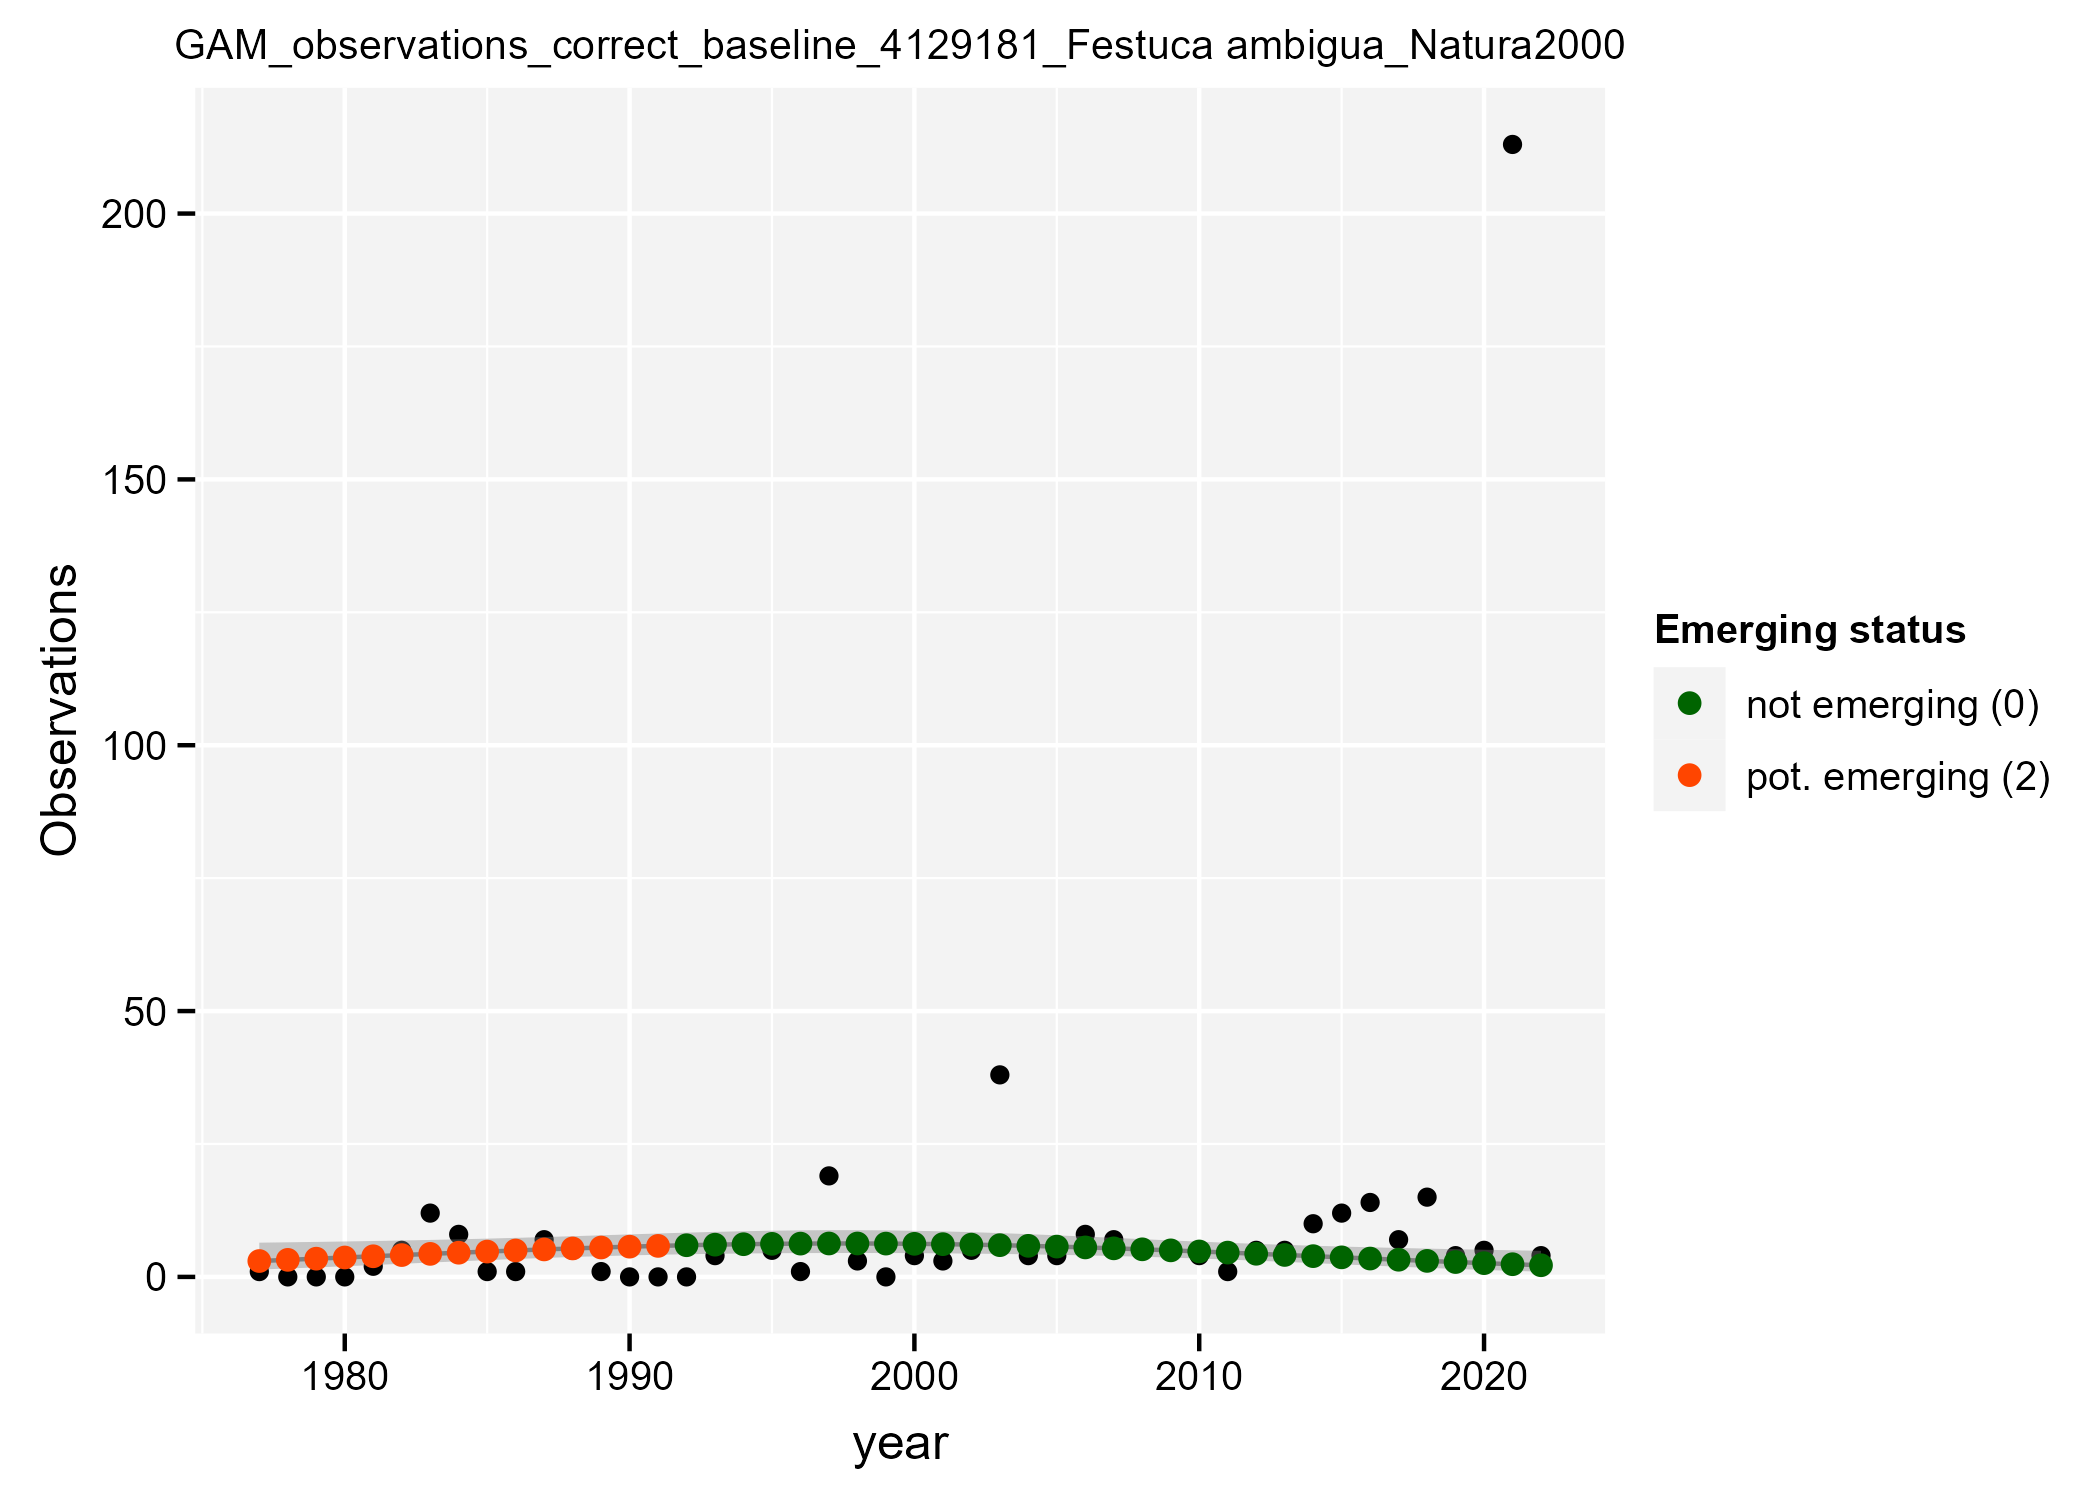 GAM_observations_correct_baseline_4129181_Festuca ambigua_Natura2000
Observations
200
150
100
50
0
1980
1990
2000
2010
2020
year
Emerging status
not emerging (0)
pot. emerging (2)